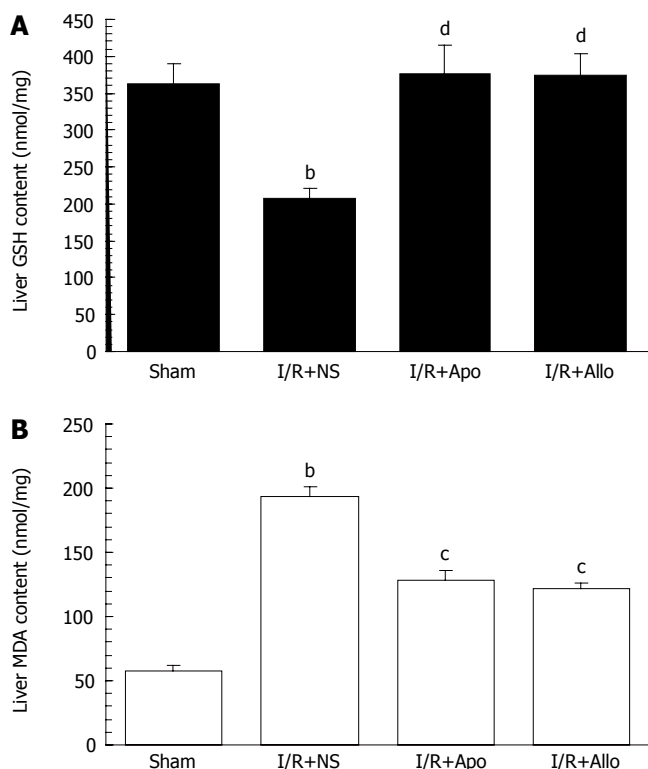 A
Liver GSH content (nmol/mg)
450
400
350
300
250
200
150
100
50
0
b
d
d
Sham I/R+NS I/R+Apo I/R+Allo
B
Liver MDA content (nmol/mg)
250
200
150
100
50
0
b
c
c
Sham I/R+NS I/R+Apo I/R+Allo